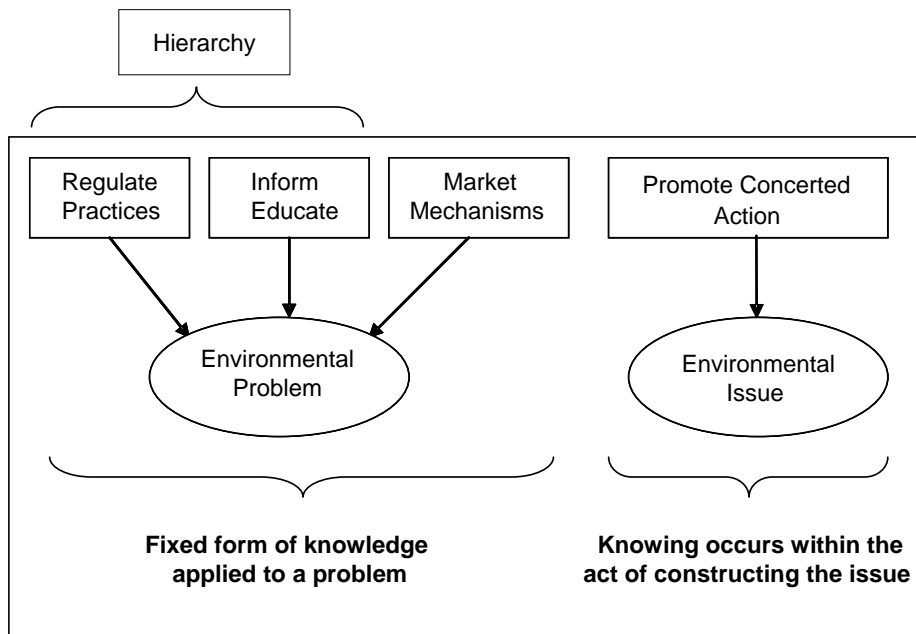 Hierarchy
Regulate
Practices
Inform
Educate
Market
Mechanisms
Promote Concerted
Action
Environmental
Problem
Environmental
Issue
Fixed form of knowledge
applied to a problem
Knowing occurs within the
act of constructing the issue